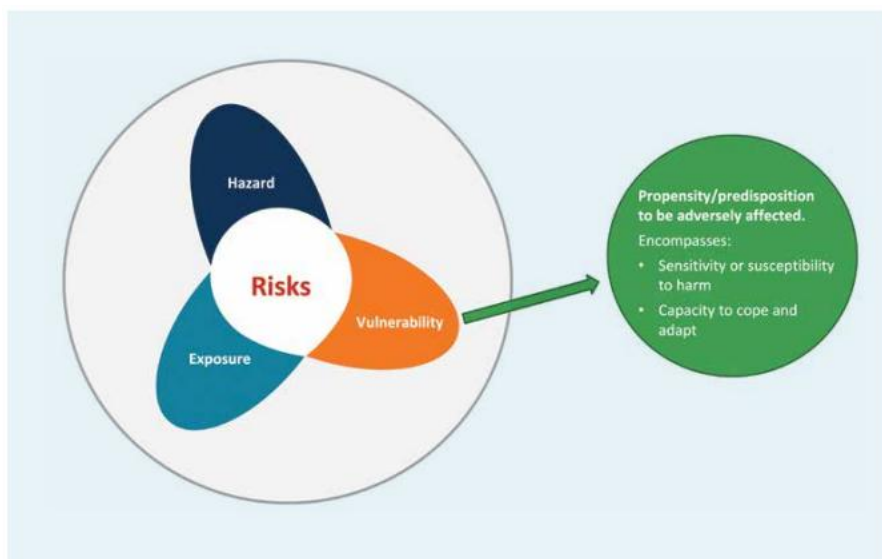 Hazard
Risks
Vulnerability
Exposure
Propensity/predisposition
to be adversely affected.
Encompasses:
• Sensitivity or susceptibility
to harm
• Capacity to cope and
adapt